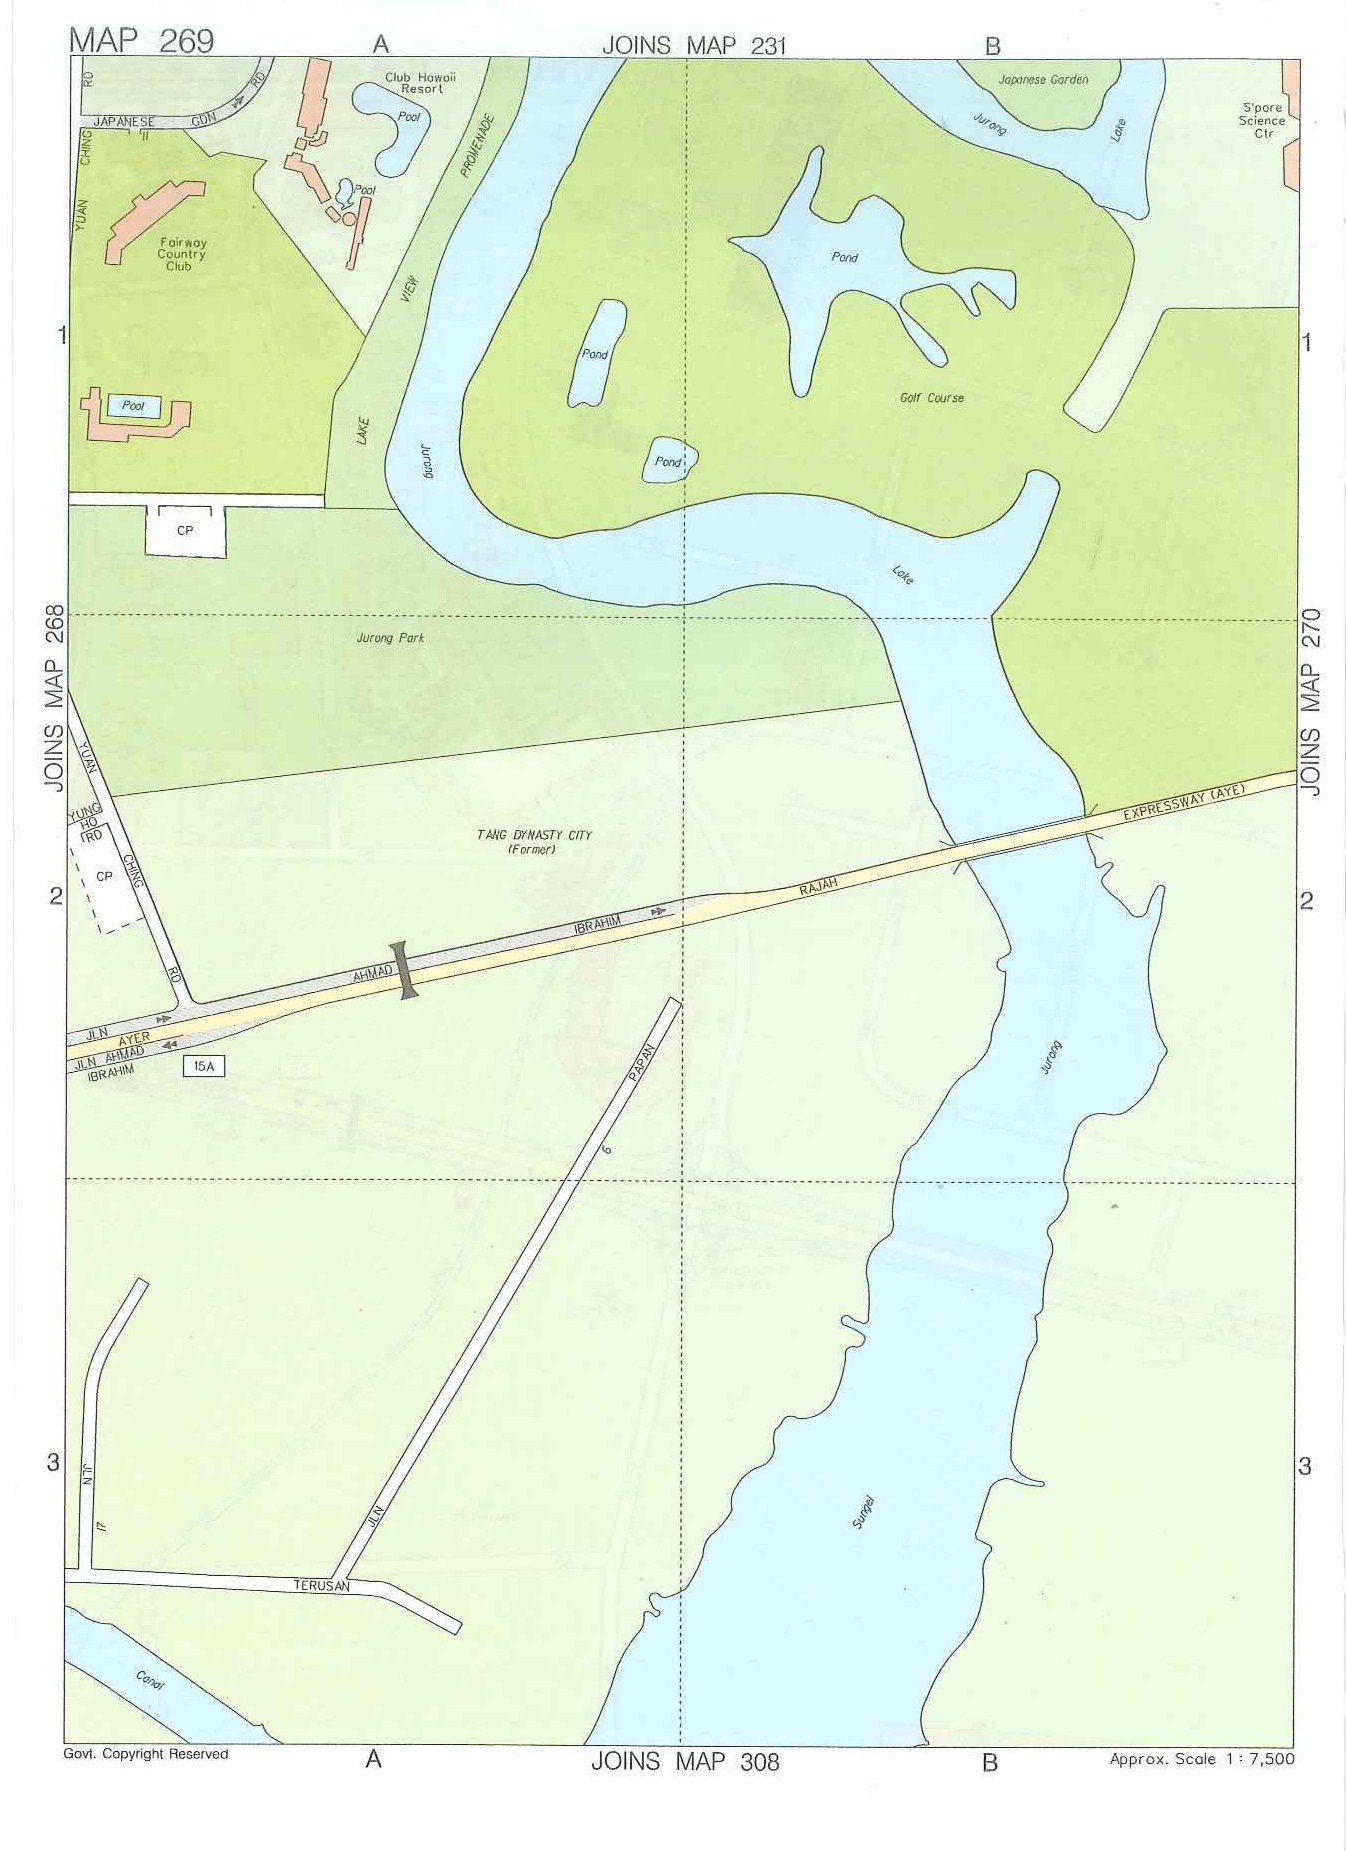 MAP 269
A
JOINS MAP 231
B
RD
JAPANESE GDN RD
YUAN CHING
Club Hawaii
Resort
Pool
Pool
PROMENADE
VIEW
LAKE
Japanese Garden
Jurong Lake
S'pore
Science
Ctr
Fairway
Country
Club
Pond
Pond
Pond
Golf Course
1
1
Pool
Jurong
CP
Lake
Jurong Park
JOINS MAP 268
JOINS MAP 270
YUAN CHING RD
YUNG
HO
RD
CP
TANG DYNASTY CITY
(Former)
2
2
EXPRESSWAY (AYE)
RAJAH
IBRAHIM
AHMAD
JLN
AYER
JLN AHMAD
IBRAHIM
15A
PAPAN
6
Jurong
3
3
JLN
17
JLN
TERUSAN
Sungei
Canal
Govt. Copyright Reserved
A
JOINS MAP 308
B
Approx. Scale 1 : 7,500